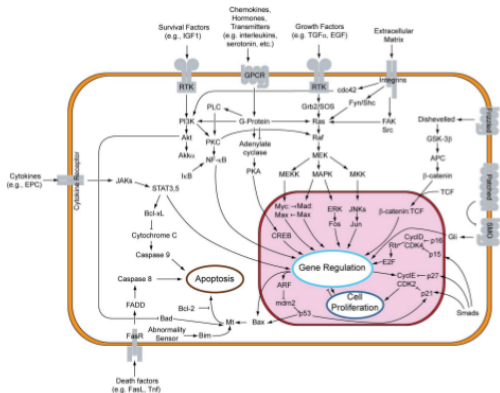 Survival Factors
(e.g., IGF1)
Chemokines,
Hormones,
Transmitters
(e.g. interleukins,
serotonin, etc.)
Growth Factors
(e.g. TGFα, EGF)
Extracellular
Matrix
RTK
GPCR
RTK
Integrins
cdc42
PLC
Grb2/SOS
Fyn/Shc
PI3K
G-Protein
Ras
FAK
Src
Dishevelled
Akt
PKC
Adenylate
cyclase
Raf
GSK-3β
Akkα
NF-κB
MEK
APC
IκB
PKA
MEKK
MAPK
MKK
β-catenin
TCF
Cytokines
(e.g., EPC)
Cytokine Receptor
JAKs
STAT3,5
Bcl-xL
Cytochrome C
Caspase 9
Caspase 8
Apoptosis
FADD
Bcl-2
Bad
Abnormality
Sensor
Bim
Mt
Bax
FasR
Death factors
(e.g. FasL, Tnf)
Myc:
Mad:
Max
Max
ERK
JNKs
Fos
Jun
β-catenin:TCF
CREB
Gene Regulation
CycID
p16
Rb
CDK4
p15
E2F
CyclE
p27
CDK2
p21
ARF
mdm2
p53
Cell
Proliferation
Gli
Smads
Patched
SMO